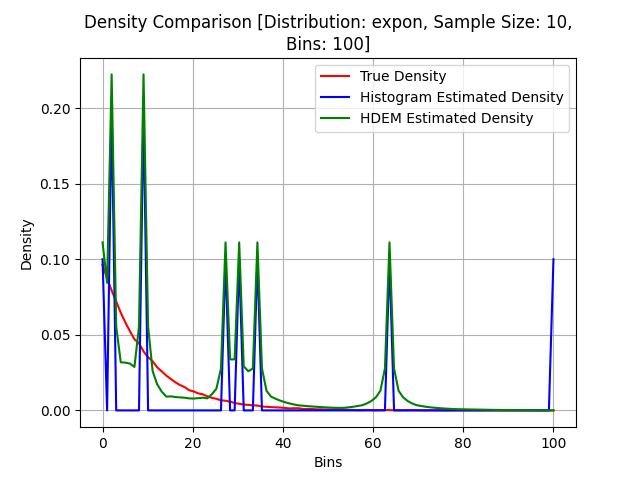 Density Comparison [Distribution: expon, Sample Size: 10,
Bins: 100]
True Density
Histogram Estimated Density
HDEM Estimated Density
Density
0.20
0.15
0.10
0.05
0.00
0 20 40 60 80 100
Bins